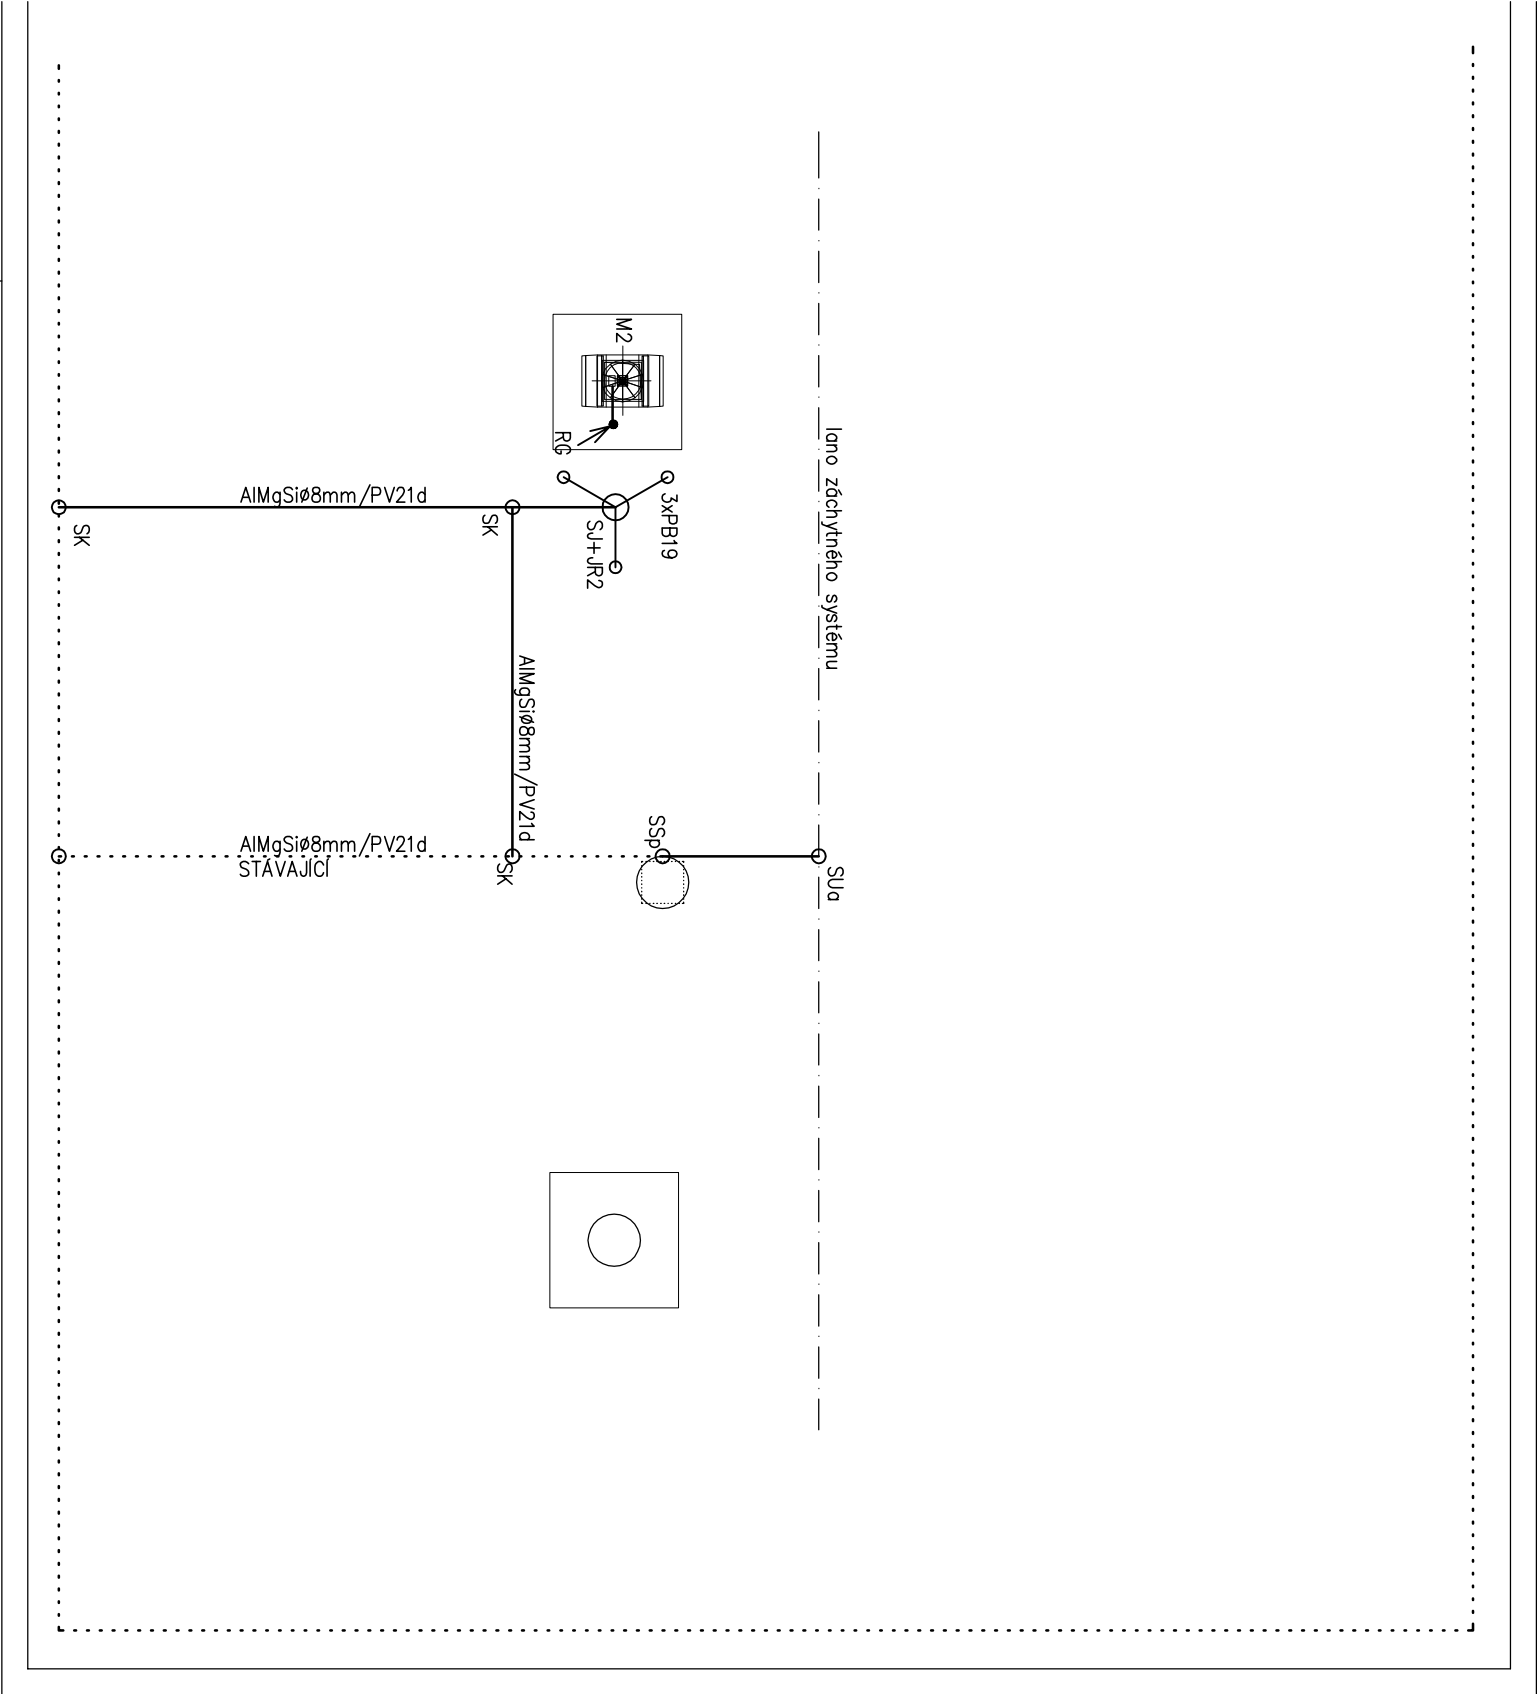 M2
RG
lano záchytného systému
AlMgSiø8mm/PV21d
SK
SK
SJ+JR2
3xPB19
AlMgSiø8mm/PV21d
SSp
AlMgSiø8mm/PV21d
STÁVAJÍCÍ
SK
SUa